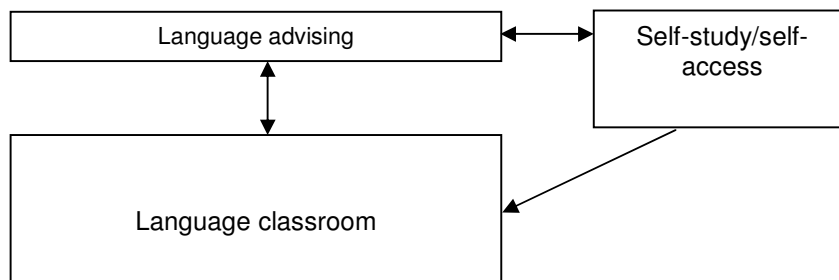 Language advising
Self-study/self-
access
Language classroom